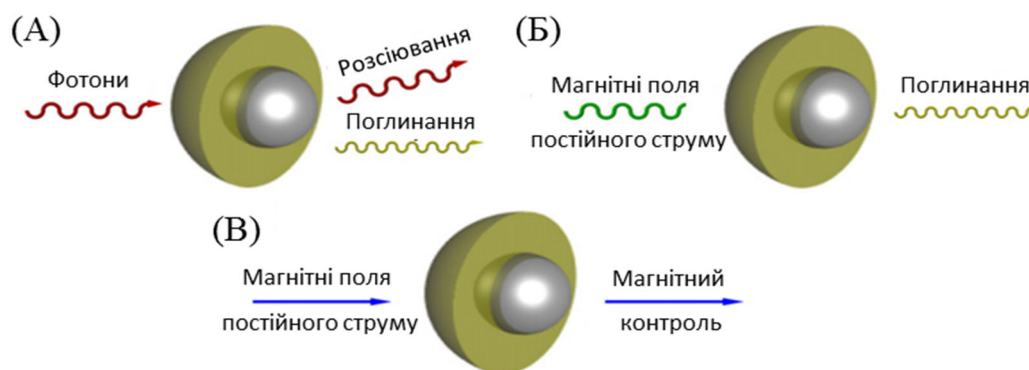 (А)
Фотони
Розсіювання
Поглинання
(Б)
Магнітні поля
постійного струму
Поглинання
(В)
Магнітні поля
постійного струму
Магнітний
контроль